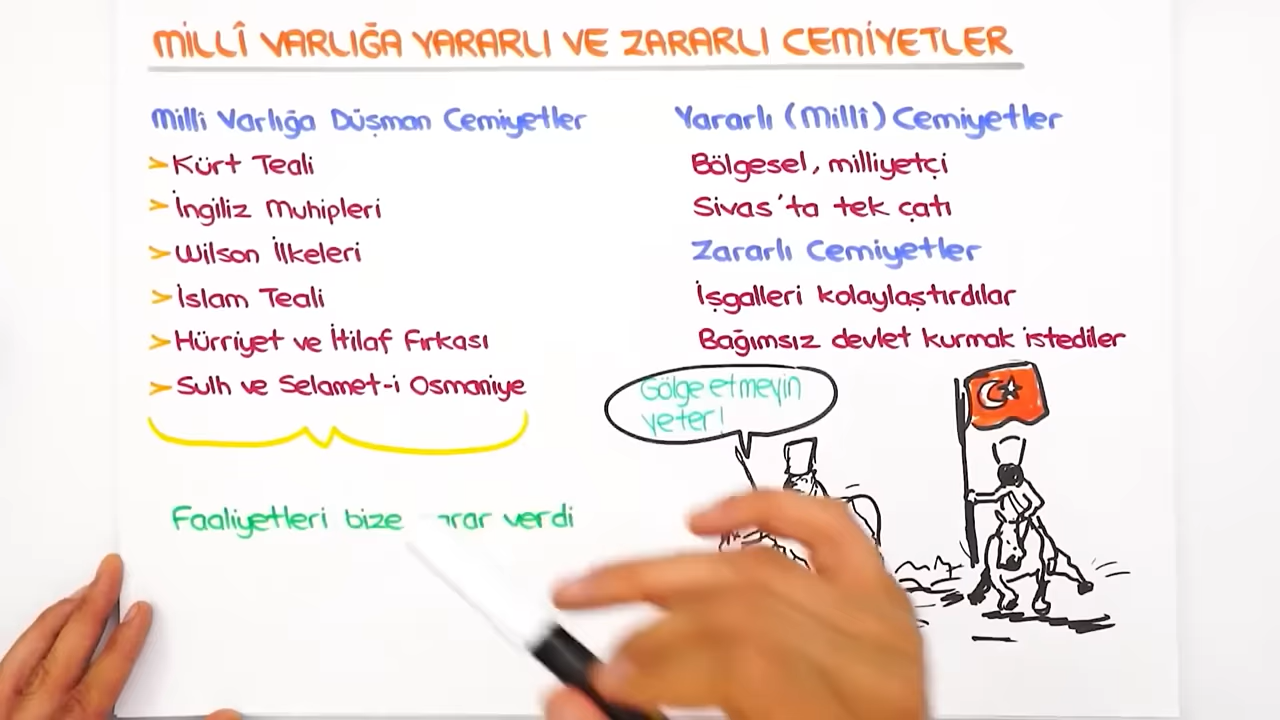 MİLLÎ VARLIĞA YARARLI VE ZARARLI CEMİYETLER
Millî Varlığa Düşman Cemiyetler
➢ Kürt Teali
➢ İngiliz Muhipleri
➢ Wilson İlkeleri
➢ İslam Teali
➢ Hürriyet ve İtilaf Fırkası
➢ Sulh ve Selamet-i Osmaniye
Faaliyetleri bize verdi
Yararlı (Millî) Cemiyetler
Bölgesel, milliyetçi
Sivas'ta tek çatı
Zararlı Cemiyetler
İşgalleri kolaylaştırdılar
Bağımsız devlet kurmak istediler
Gölge etmeyin
yeter!